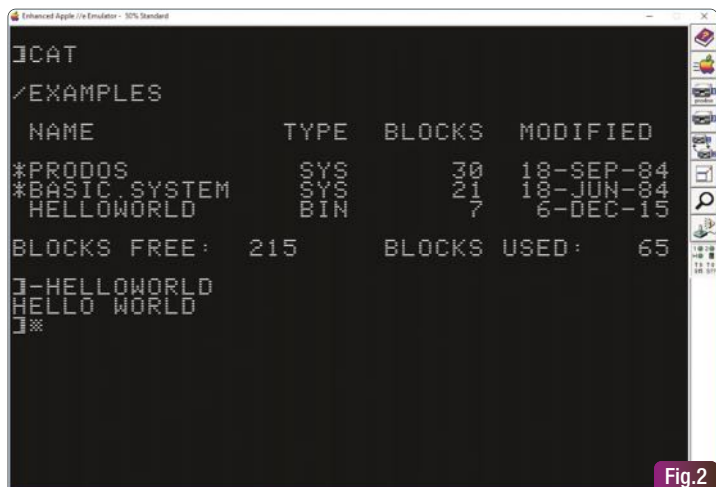 Enhanced Apple //e Emulator - 50% Standard
]CAT
/EXAMPLES
NAME TYPE BLOCKS MODIFIED
*PRODOS SYS 30 18-SEP-84
*BASIC.SYSTEM SYS 21 18-JUN-84
HELLOWORLD BIN 7 6-DEC-15
BLOCKS FREE: 215 BLOCKS USED: 65
]-HELLOWORLD
HELLO WORLD
]
Fig.2